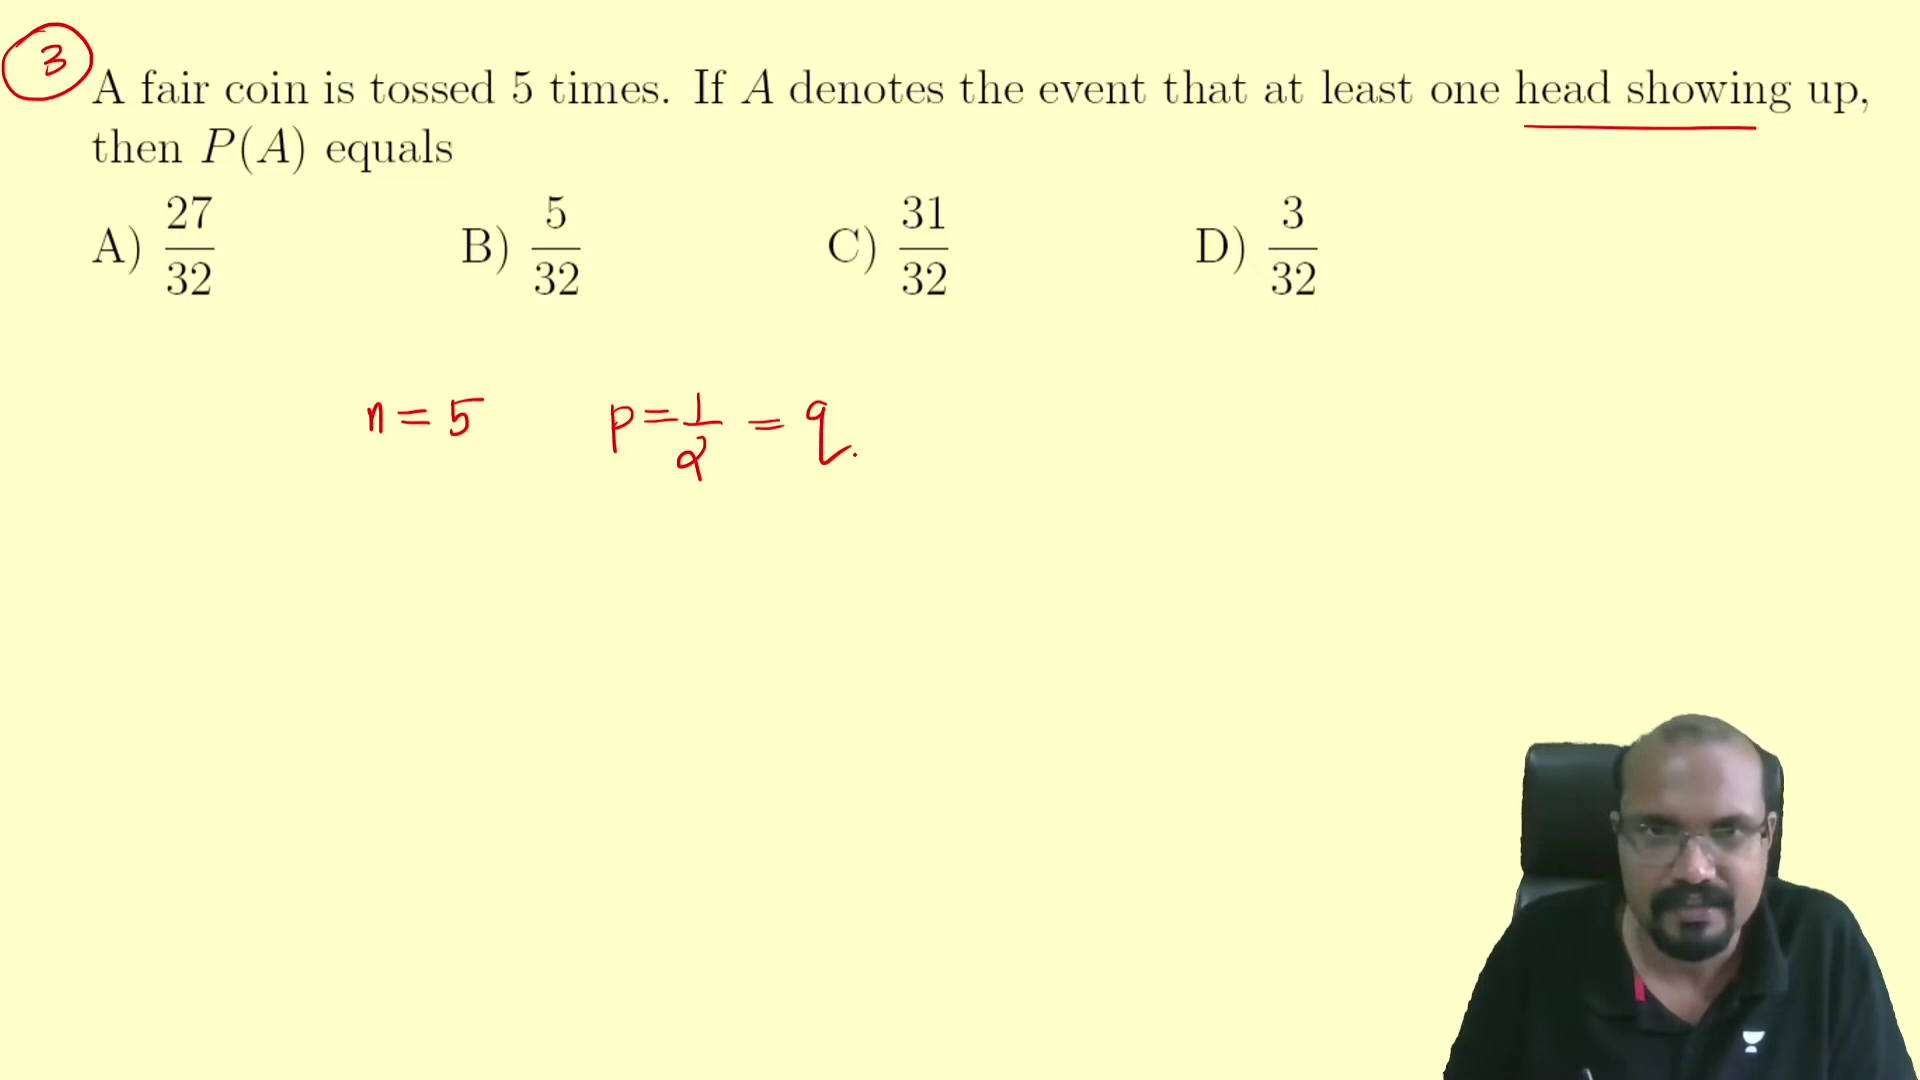 3
A fair coin is tossed 5 times. If A denotes the event that at least one head showing up,
then P(A) equals
A) 27/32 B) 5/32 C) 31/32 D) 3/32
n = 5 p = 1/2 = q.